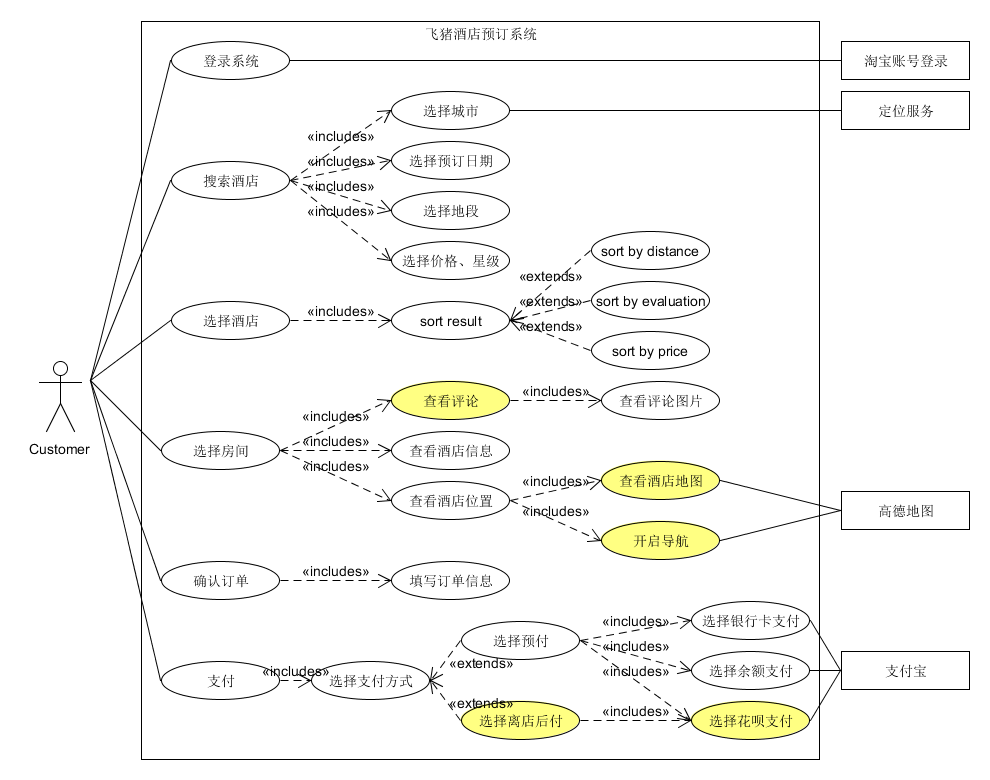 飞猪酒店预订系统
登录系统
淘宝账号登录
选择城市
定位服务
«includes»
选择预订日期
«includes»
搜索酒店
«includes»
选择地段
«includes»
选择价格、星级
sort by distance
«extends»
sort by evaluation
«extends»
选择酒店
«includes»
sort result
«extends»
sort by price
查看评论
«includes»
查看评论图片
«includes»
Customer
选择房间
«includes»
查看酒店信息
«includes»
查看酒店位置
«includes»
查看酒店地图
«includes»
高德地图
开启导航
确认订单
«includes»
填写订单信息
选择预付
«includes»
选择银行卡支付
«includes»
«extends»
«includes»
选择余额支付
支付宝
支付
«includes»
选择支付方式
«extends»
选择离店后付
«includes»
选择花呗支付